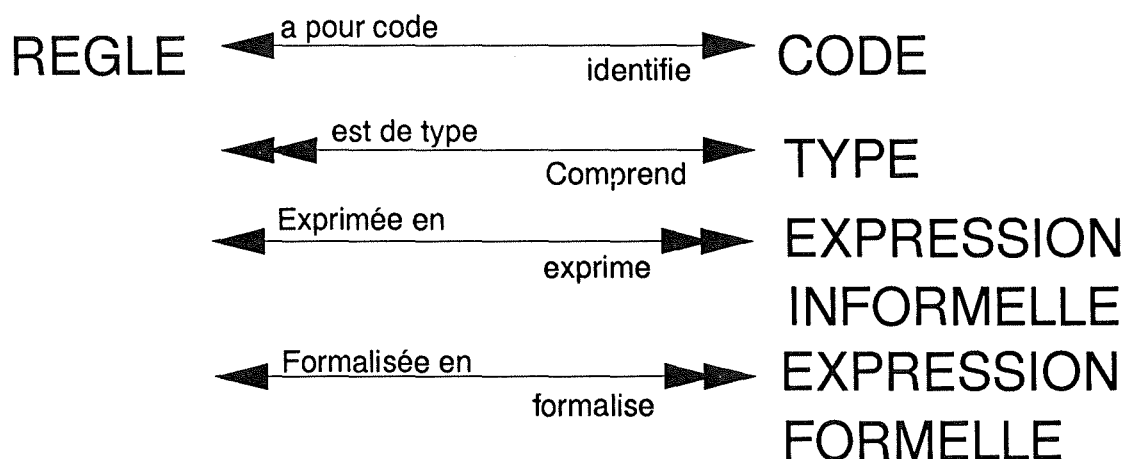 REGLE a pour code identifie CODE
est de type Comprend TYPE
Exprimée en exprime EXPRESSION
INFORMELLE
Formalisée en formalise EXPRESSION
FORMELLE